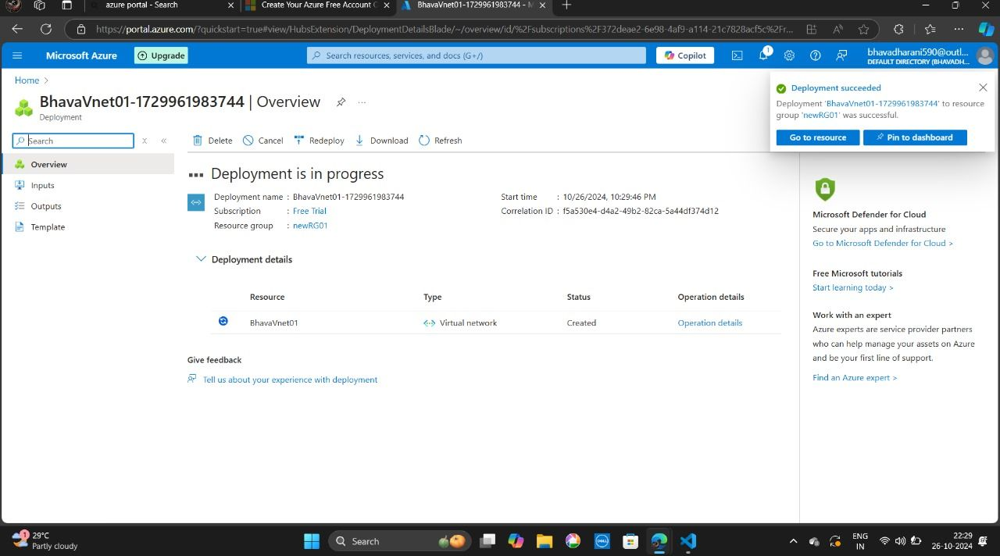 azure portal - Search
Create Your Azure Free Account C
BhavaVnet01-1729961983744 - M
https://portal.azure.com/?quickstart=true#view/HubsExtension/DeploymentDetailsBlade/~/overview/id/%2Fsubscriptions%2F372deae2-6e98-4af9-a114-21c7828acf5c%2Fr...
Microsoft Azure
Upgrade
Search resources, services, and docs (G+/)
Copilot
1
bhavadharani590@outl...
DEFAULT DIRECTORY (BHAVADH...
Home >
BhavaVnet01-1729961983744 | Overview
Deployment
Deployment succeeded
Deployment 'BhavaVnet01-1729961983744' to resource
group 'newRG01' was successful.
Go to resource
Pin to dashboard
Search
Delete
Cancel
Redeploy
Download
Refresh
Overview
Inputs
Outputs
Template
Deployment is in progress
Deployment name : BhavaVnet01-1729961983744
Subscription : Free Trial
Resource group : newRG01
Start time : 10/26/2024, 10:29:46 PM
Correlation ID : f5a530e4-d4a2-49b2-82ca-5a44df374d12
Deployment details
Resource Type Status Operation details
BhavaVnet01 Virtual network Created Operation details
Give feedback
Tell us about your experience with deployment
Microsoft Defender for Cloud
Secure your apps and infrastructure
Go to Microsoft Defender for Cloud >
Free Microsoft tutorials
Start learning today >
Work with an expert
Azure experts are service provider partners
who can help manage your assets on Azure
and be your first line of support.
Find an Azure expert >
1
29°C
Partly cloudy
Search
DELL
ENG
IN
22:29
26-10-2024